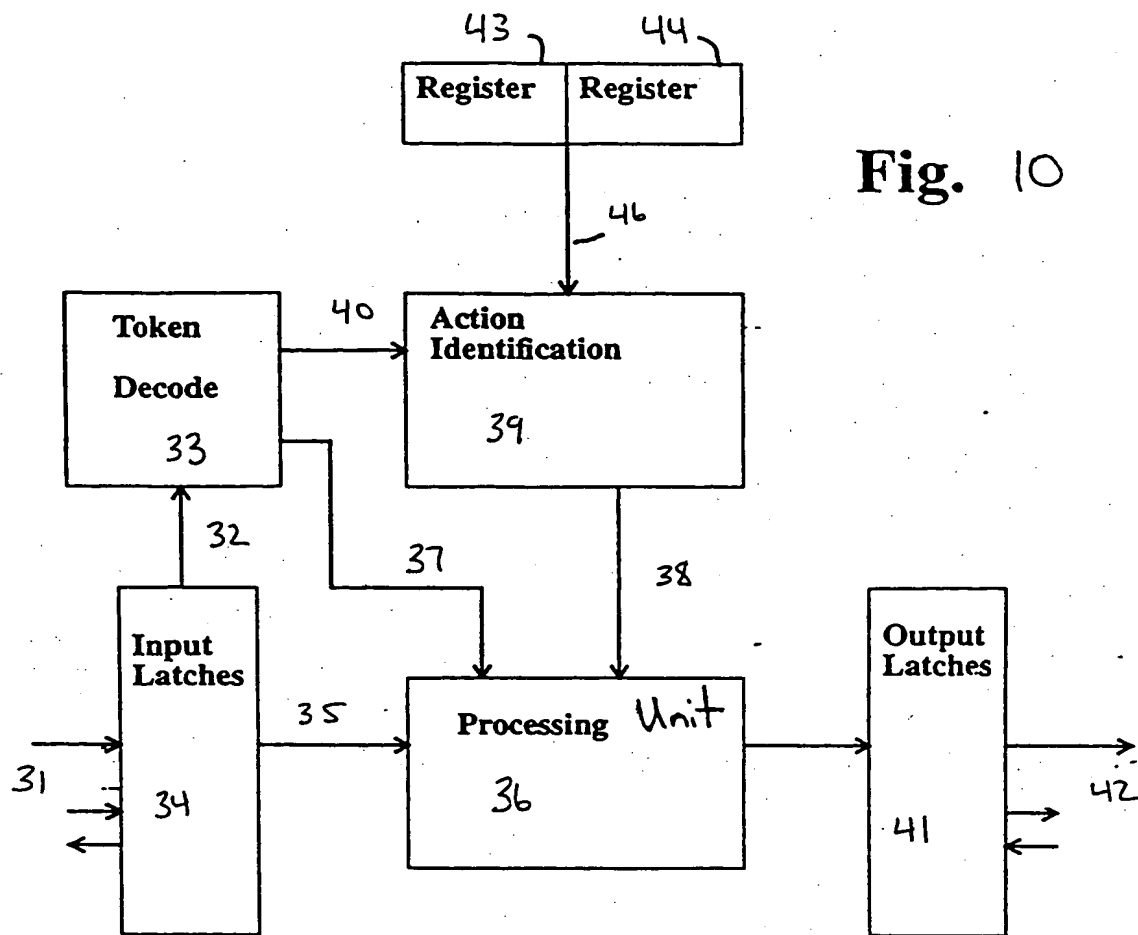 43 44
Register Register
Fig. 10
46
Token
Decode
33
40
Action
Identification
39
32
37
38
Input
Latches
34
31
35
Processing Unit
36
Output
Latches
41
42